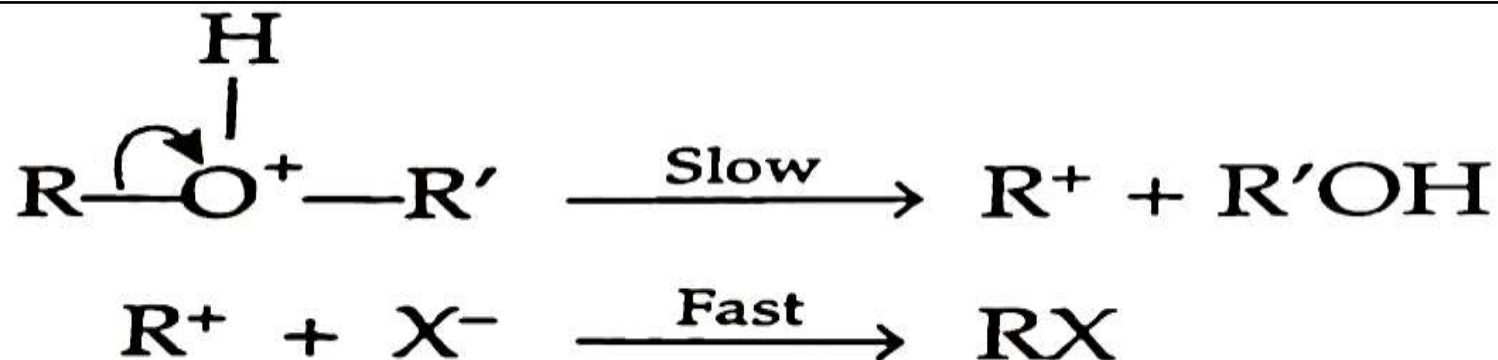 H
R—O⁺—R′ Slow → R⁺ + R′OH
R⁺ + X⁻ Fast → RX